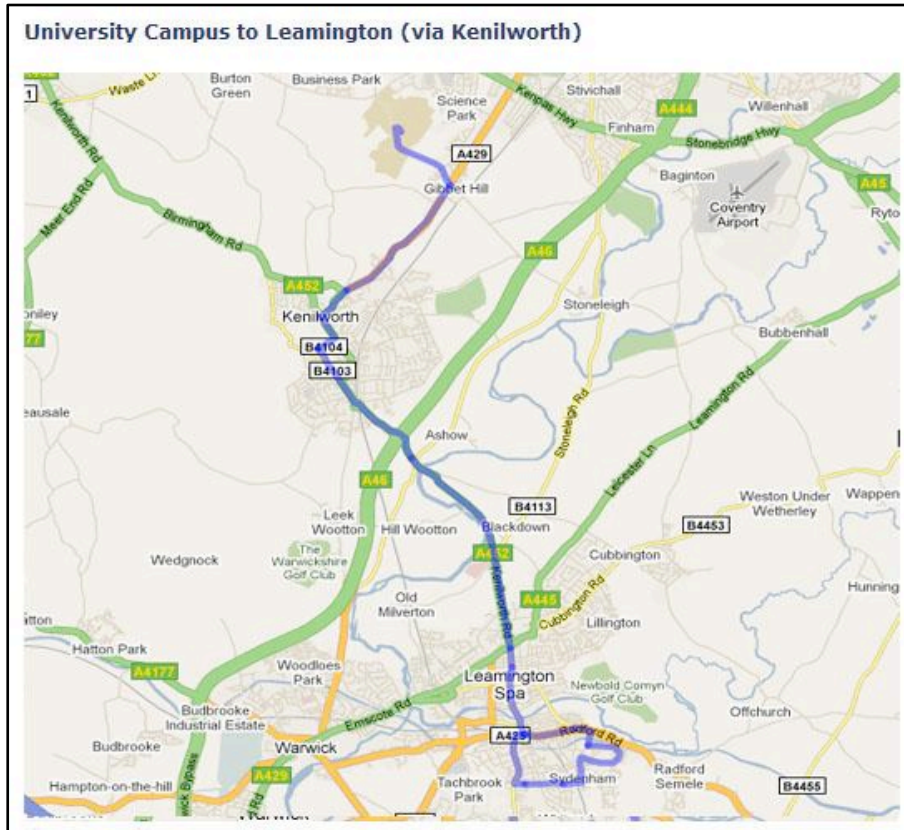 University Campus to Leamington (via Kenilworth)
Burton
Green
Business Park
Science
Park
Waste Ln
Kenilworth Rd
Stivichall
Kenpas Hwy
A444
Willenhall
Finham
Stonebridge Hwy
A429
Gibbet Hill
Baginton
A45
Coventry
Airport
Meer End Rd
Birmingham Rd
A46
A452
Kenilworth
Stoneleigh
Bubbenhall
B4104
B4103
Leamington Rd
Stoneleigh Rd
Ashow
Leicester Ln
A46
Leek
Wootton
Hill Wootton
B4113
Blackdown
Weston Under
Wetherley
B4453
Wedgnock
The
Warwickshire
Golf Club
A452
Cubbington
Kenilworth Rd
Old
Milverton
A445
Cubbington Rd
Lillington
Hatton Park
A4177
Woodloes
Park
Leamington
Spa
Newbold Comyn
Golf Club
Budbrooke
Industrial Estate
Emscote Rd
Offchurch
Budbrooke
Warwick
A425
Radford Rd
Hampton-on-the-hill
A429
Tachbrook
Park
Sydenham
Radford
Semele
B4455